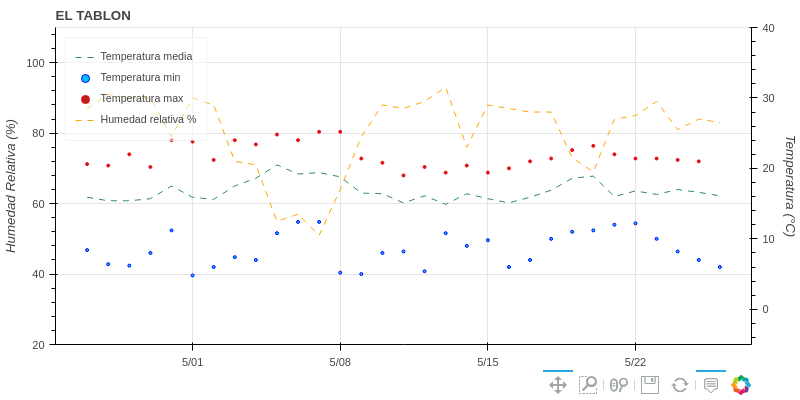 EL TABLON
Temperatura media
Temperatura min
Temperatura max
Humedad relativa %
Humedad Relativa (%)
100
80
60
40
20
40
30
20
10
0
Temperatura (°C)
5/01
5/08
5/15
5/22